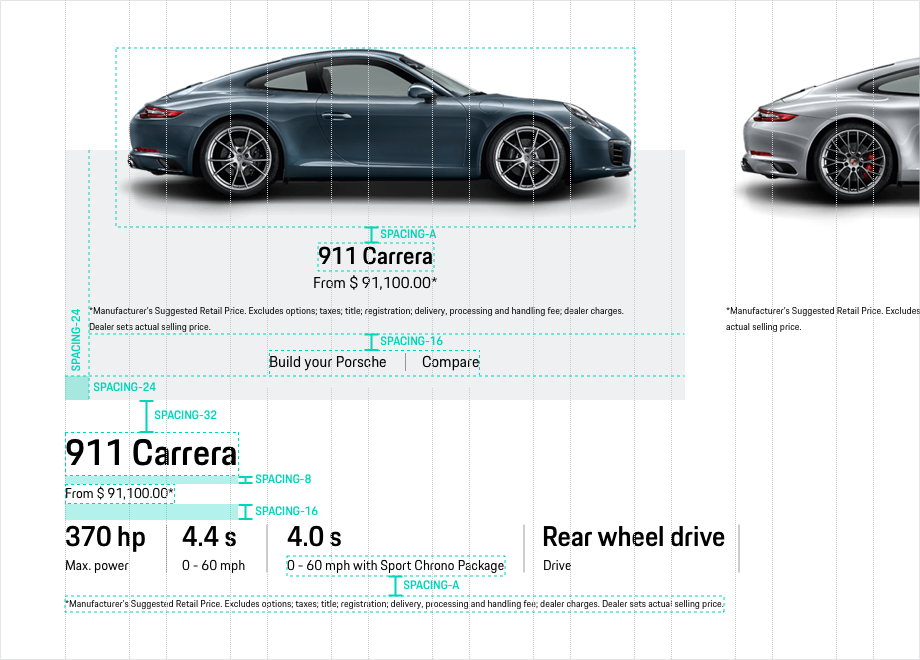 SPACING-A
911 Carrera
From $ 91,100.00*
*Manufacturer's Suggested Retail Price. Excludes options; taxes; title; registration; delivery, processing and handling fee; dealer charges.
Dealer sets actual selling price.
*Manufacturer's Suggested Retail Price. Excludes
actual selling price.
SPACING-24
SPACING-16
Build your Porsche
Compare
SPACING-24
SPACING-32
911 Carrera
SPACING-8
From $ 91,100.00*
SPACING-16
370 hp
Max. power
4.4 s
0 - 60 mph
4.0 s
0 - 60 mph with Sport Chrono Package
Rear wheel drive
Drive
SPACING-A
*Manufacturer's Suggested Retail Price. Excludes options; taxes; title; registration; delivery, processing and handling fee; dealer charges. Dealer sets actual selling price.